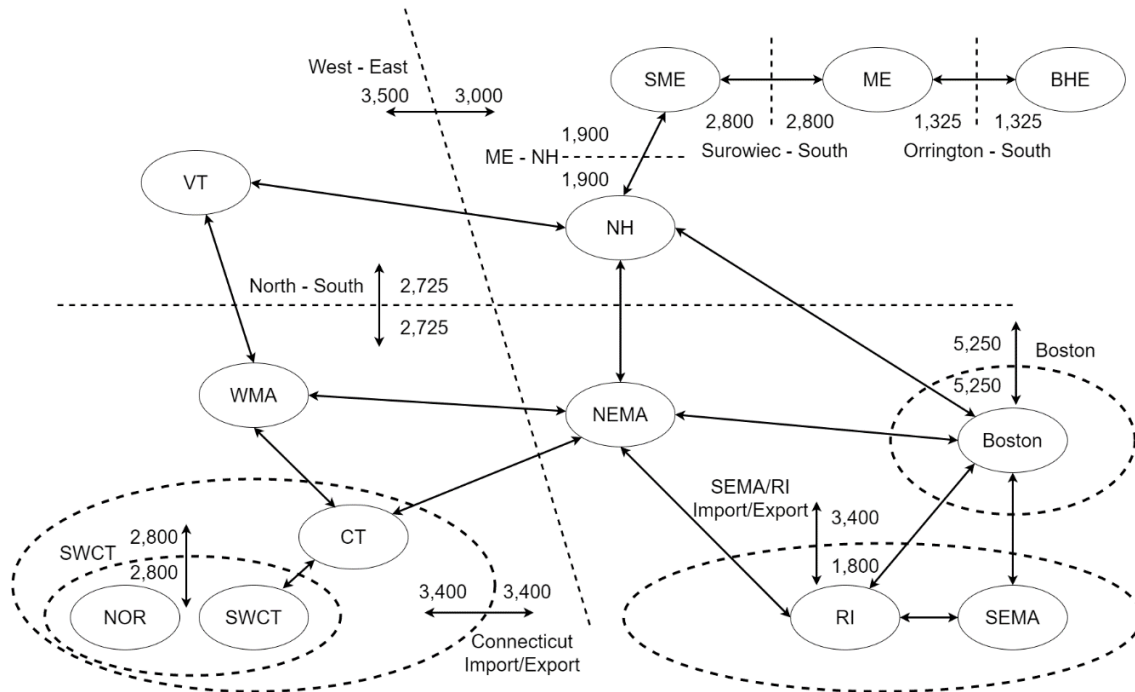 West - East
3,500 3,000
SME
ME
BHE
2,800 2,800
1,325 1,325
Surowiec - South
Orrington - South
1,900
ME - NH
1,900
VT
NH
North - South
2,725
2,725
5,250
Boston
5,250
WMA
NEMA
Boston
SEMA/RI
Import/Export
3,400
1,800
CT
SWCT
2,800
2,800
3,400 3,400
Connecticut
Import/Export
NOR
SWCT
RI
SEMA